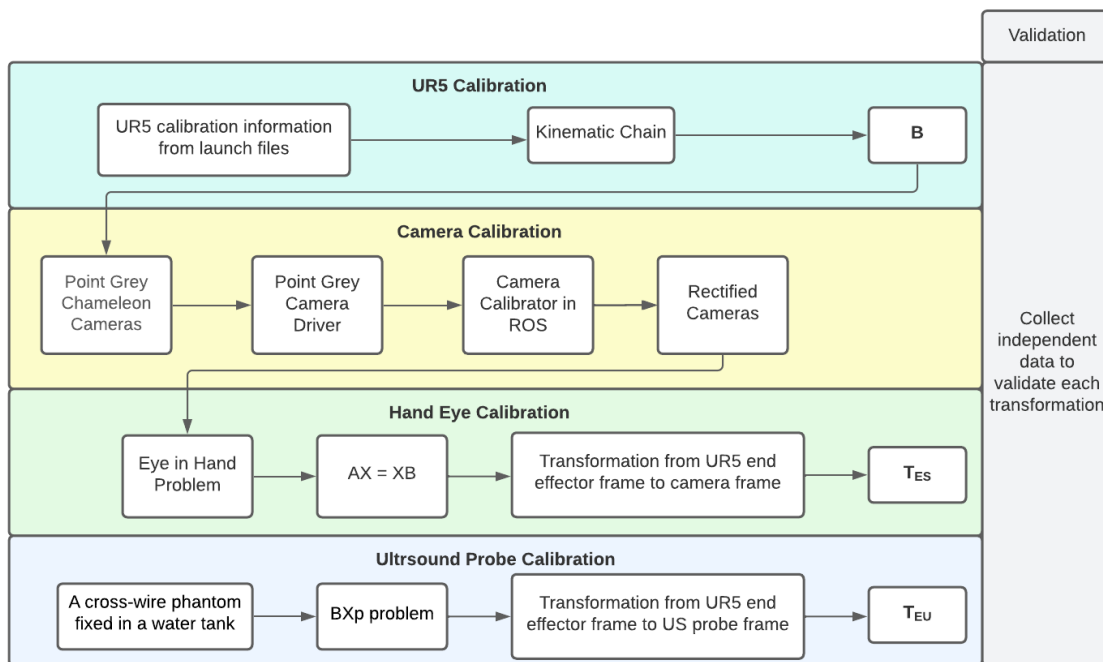 Validation
UR5 Calibration
UR5 calibration information
from launch files
Kinematic Chain
B
Camera Calibration
Point Grey
Chameleon
Cameras
Point Grey
Camera
Driver
Camera
Calibrator in
ROS
Rectified
Cameras
Collect
independent
data to
validate each
transformation
Hand Eye Calibration
Eye in Hand
Problem
AX = XB
Transformation from UR5 end
effector frame to camera frame
TES
Ultrsound Probe Calibration
A cross-wire phantom
fixed in a water tank
BXp problem
Transformation from UR5 end
effector frame to US probe frame
TEU